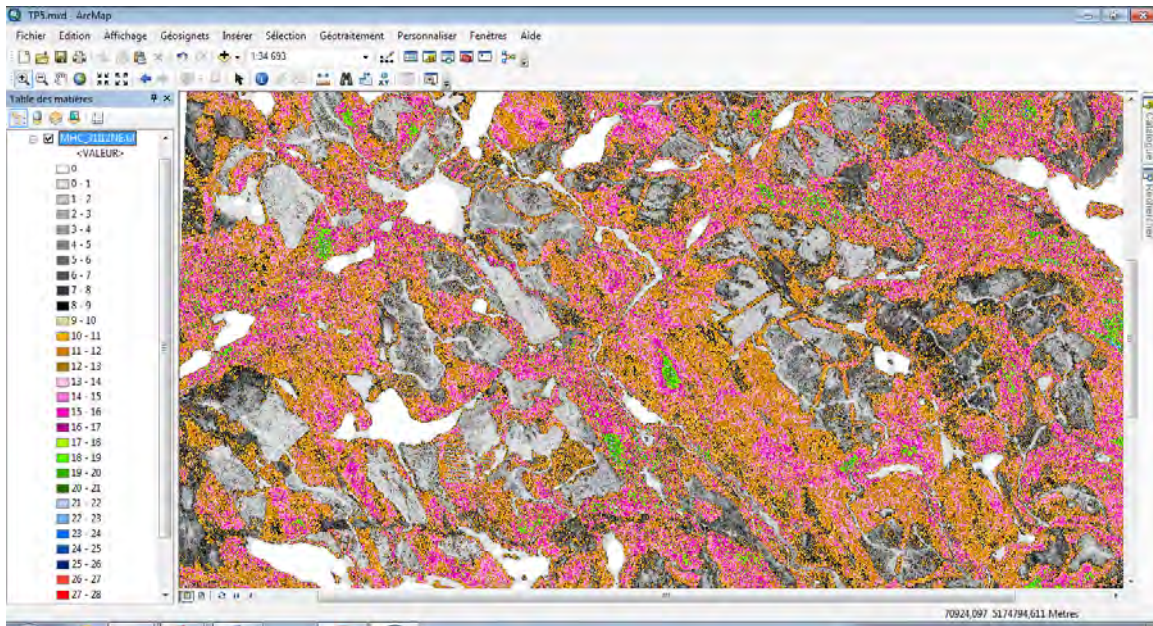 TP5.mxd - ArcMap
Fichier Edition Affichage Géosignets Insérer Sélection Géotraitement Personnaliser Fenêtres Aide
1:34 693
Table des matières
<VALEUR>
0
0 - 1
1 - 2
2 - 3
3 - 4
4 - 5
5 - 6
6 - 7
7 - 8
8 - 9
9 - 10
10 - 11
11 - 12
12 - 13
13 - 14
14 - 15
15 - 16
16 - 17
17 - 18
18 - 19
19 - 20
20 - 21
21 - 22
22 - 23
23 - 24
24 - 25
25 - 26
26 - 27
27 - 28
Catalogue
Rechercher
70924,097 5174794,611 Mètres